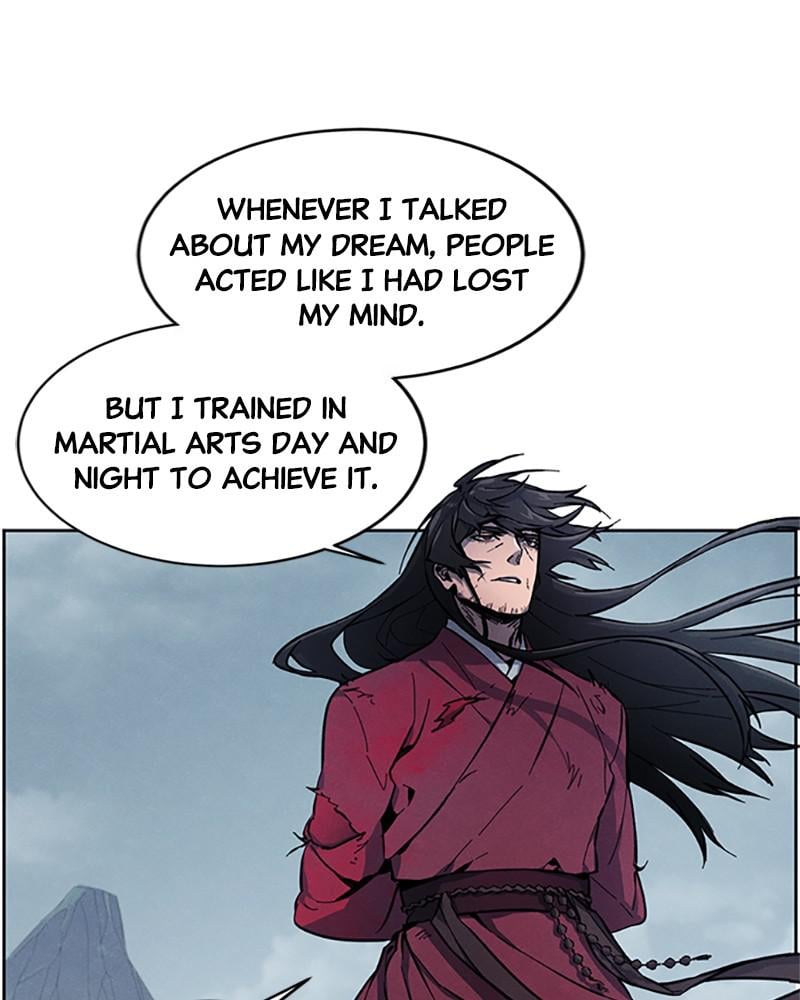 WHENEVER I TALKED
ABOUT MY DREAM, PEOPLE
ACTED LIKE I HAD LOST
MY MIND.
BUT I TRAINED IN
MARTIAL ARTS DAY AND
NIGHT TO ACHIEVE IT.